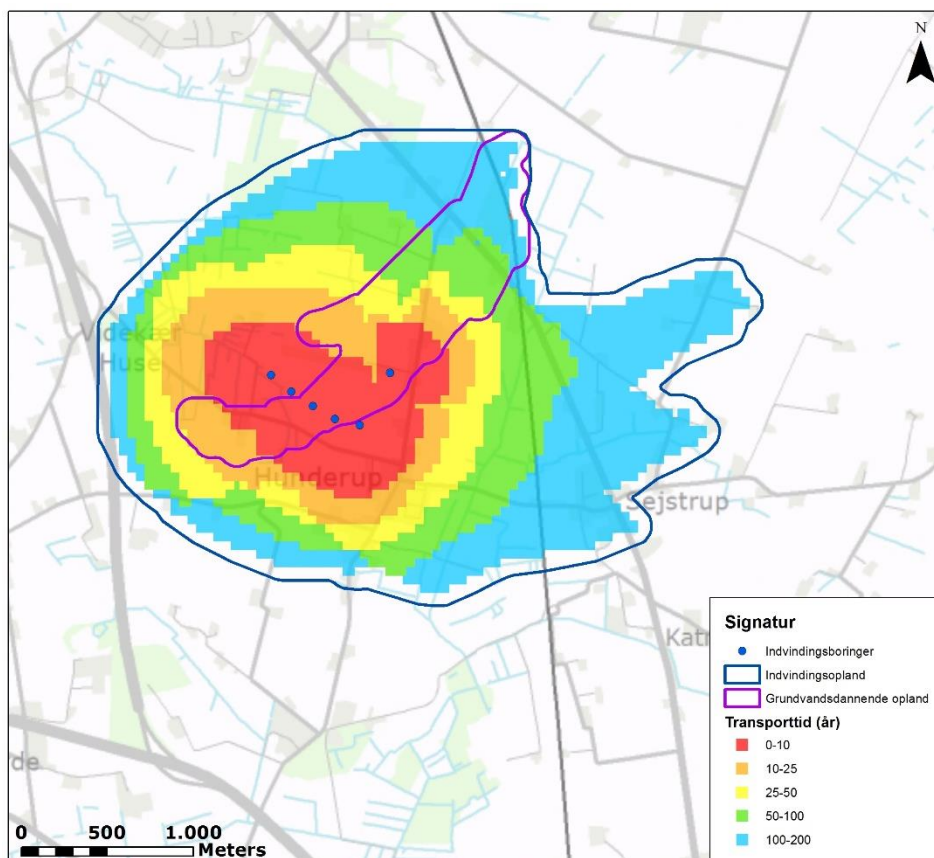 N
Videkær
Huse
Hunderup
Sejstrup
Katr
de
Signatur
Indvindingsboringer
Indvindingsopland
Grundvandsdannende opland
Transporttid (år)
0-10
10-25
25-50
50-100
100-200
0 500 1.000
Meters